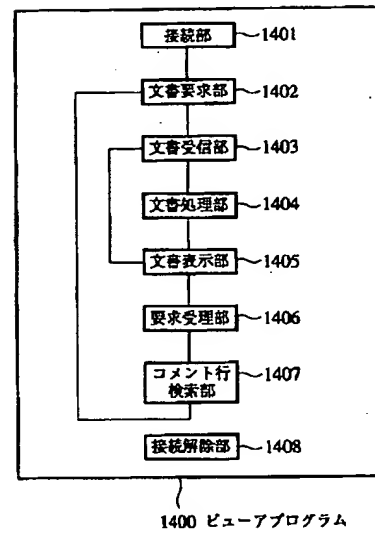 接続部 1401
文書要求部 1402
文書受信部 1403
文書処理部 1404
文書表示部 1405
要求受理部 1406
コメント行
検索部 1407
接続解除部 1408
1400 ビューアプログラム